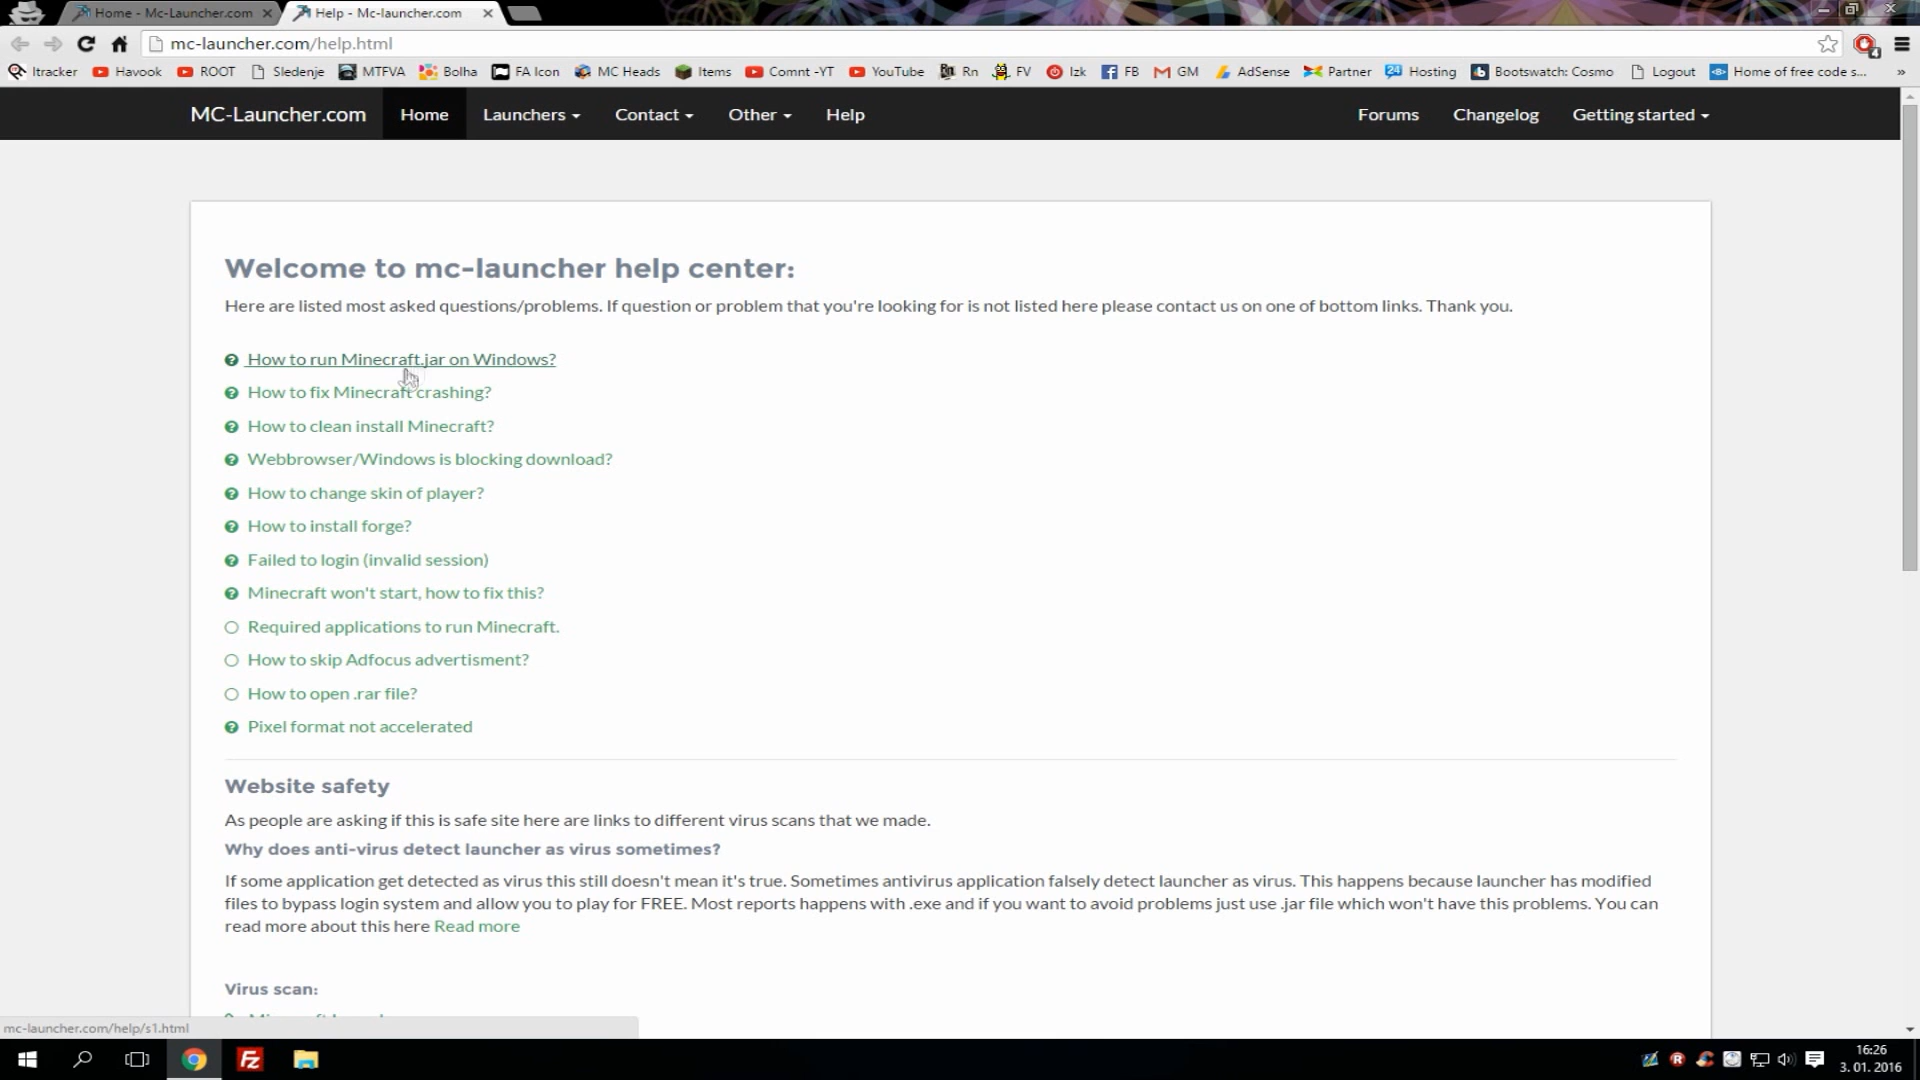 Home - Mc-Launcher.com
Help - Mc-launcher.com
mc-launcher.com/help.html
Itracker
Havook
ROOT
Sledenje
MTFVA
Bolha
FA Icon
MC Heads
Items
Comnt -YT
YouTube
Rn
FV
Izk
FB
GM
AdSense
Partner
Hosting
Bootswatch: Cosmo
Logout
Home of free code s...
»
MC-Launcher.com
Home
Launchers
Contact
Other
Help
Forums
Changelog
Getting started
Welcome to mc-launcher help center:
Here are listed most asked questions/problems. If question or problem that you're looking for is not listed here please contact us on one of bottom links. Thank you.
How to run Minecraft.jar on Windows?
How to fix Minecraft crashing?
How to clean install Minecraft?
Webbrowser/Windows is blocking download?
How to change skin of player?
How to install forge?
Failed to login (invalid session)
Minecraft won't start, how to fix this?
Required applications to run Minecraft.
How to skip Adfocus advertisment?
How to open .rar file?
Pixel format not accelerated
Website safety
As people are asking if this is safe site here are links to different virus scans that we made.
Why does anti-virus detect launcher as virus sometimes?
If some application get detected as virus this still doesn't mean it's true. Sometimes antivirus application falsely detect launcher as virus. This happens because launcher has modified
files to bypass login system and allow you to play for FREE. Most reports happens with .exe and if you want to avoid problems just use .jar file which won't have this problems. You can
read more about this here Read more
Virus scan:
mc-launcher.com/help/s1.html
16:26
3. 01. 2016